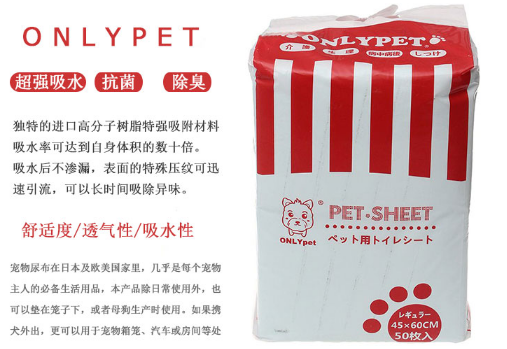 ONLYPET
超强吸水 抗菌 除臭
独特的进口高分子树脂特强吸附材料
吸水率可达到自身体积的数十倍。
吸水后不渗漏，表面的特殊压纹可迅
速引流，可以长时间吸除异味。
舒适度/透气性/吸水性
宠物尿布在日本及欧美国家里，几乎是每个宠物
主人的必备生活用品，本产品除日常使用外，也
可以垫在笼子下，或者母狗生产时使用。如果携
犬外出，更可以用于宠物箱笼、汽车或房间等处
ONLYPET
介護 生理 病中病後 しつけ
PET SHEET
ONLYpet
ペット用トイレシート
レギュラー
45×60CM
50枚入